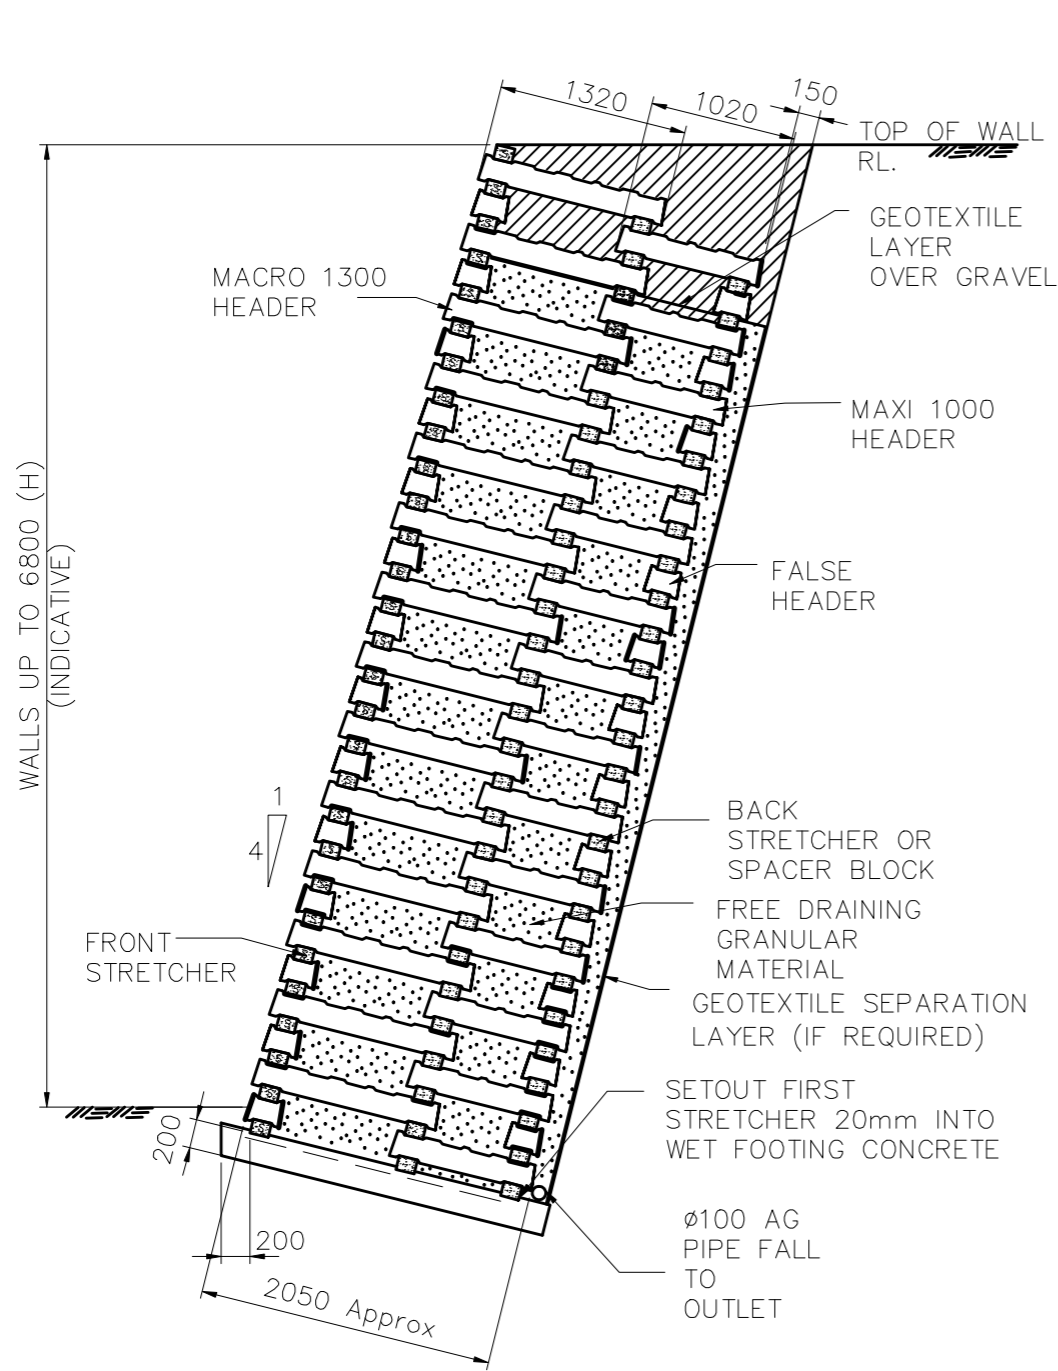 1320
1020
150
TOP OF WALL
RL.
GEOTEXTILE
LAYER
OVER GRAVEL
MACRO 1300
HEADER
MAXI 1000
HEADER
WALLS UP TO 6800 (H)
(INDICATIVE)
FALSE
HEADER
1
4
BACK
STRETCHER OR
SPACER BLOCK
FREE DRAINING
GRANULAR
MATERIAL
FRONT
STRETCHER
GEOTEXTILE SEPARATION
LAYER (IF REQUIRED)
SETOUT FIRST
STRETCHER 20mm INTO
WET FOOTING CONCRETE
200
200
2050 Approx
ø100 AG
PIPE FALL
TO
OUTLET